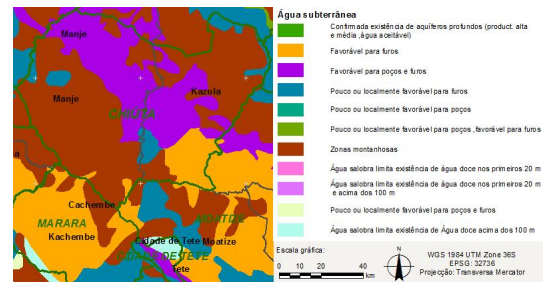 Manje
Manje
Kazula
CHIUTA
a
Cachembe
MARARA
MOATIZE
Kachembe
Cidade de Tete
Moatize
CIDADE DE TETE
Tete
Água subterrânea
Confirmada existência de aquíferos profundos (product. alta
e média ,água aceitável)
Favorável para furos
Favorável para poços e furos
Pouco ou localmente favorável para furos
Pouco ou localmente favorável para poços
Pouco ou localmente favorável para poços ,favorável para furos
Zonas montanhosas
Água salobra limita existência de água doce nos primeiros 20 m
Água salobra limita existência de água doce nos primeiros 20 m
e acima dos 100 m
Pouco ou localmente favorável para poços e furos
Água salobra limita existência de Água doce acima dos 100 m
Escala gráfica:
0 10 20 40
km
N
WGS 1984 UTM Zone 36S
EPSG: 32736
Projecção: Transversa Mercator